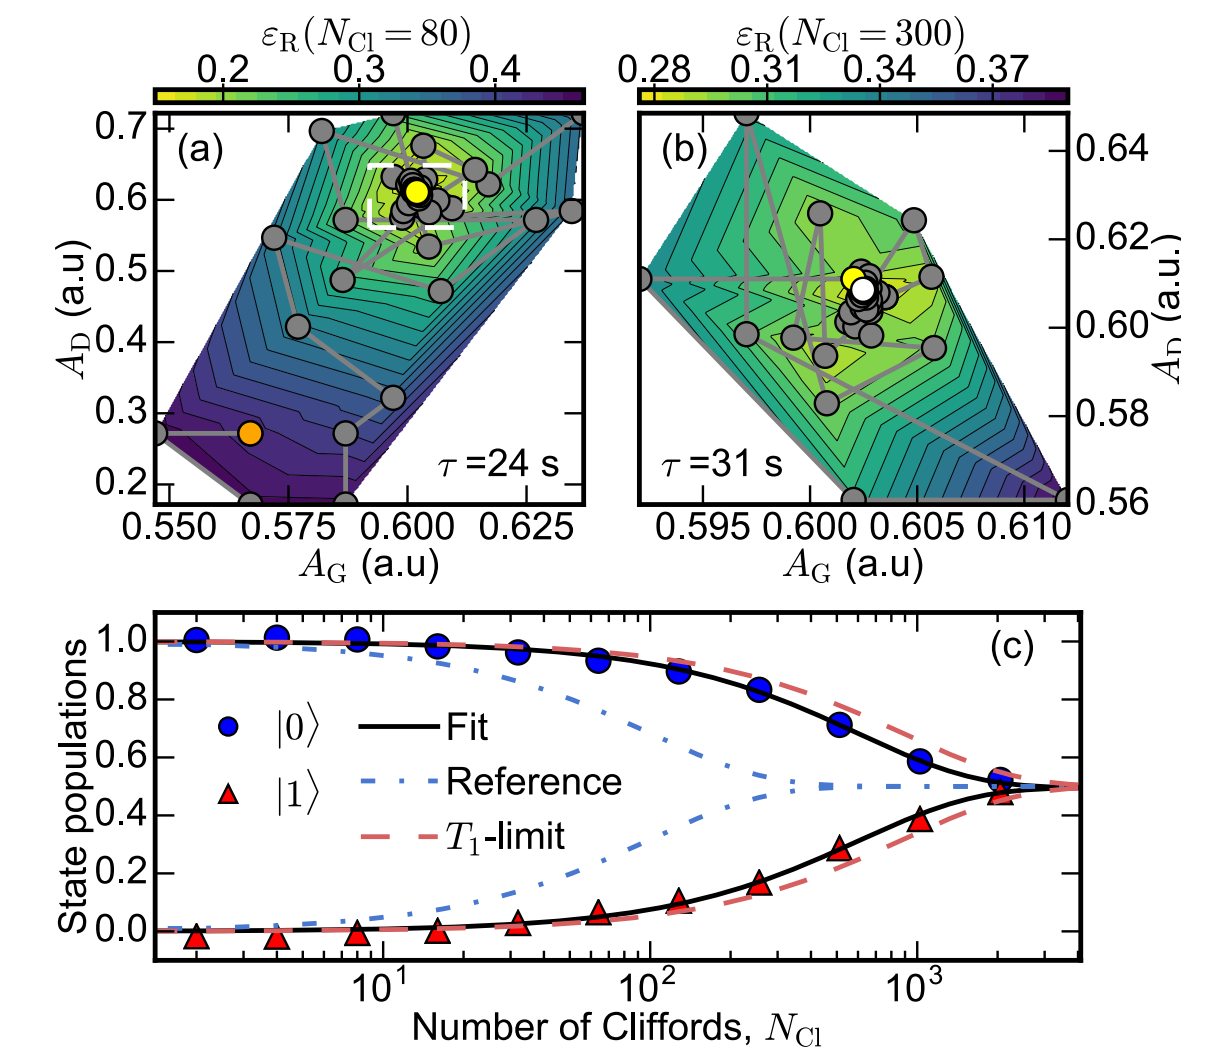 εR(NCl = 80)
0.2 0.3 0.4
(a)
0.7
0.6
0.5
0.4
0.3
0.2
AD (a.u)
τ =24 s
0.550 0.575 0.600 0.625
AG (a.u)
εR(NCl = 300)
0.28 0.31 0.34 0.37
(b)
0.64
0.62
0.60
0.58
0.56
AD (a.u.)
τ =31 s
0.595 0.600 0.605 0.610
AG (a.u)
(c)
1.0
0.8
0.6
0.4
0.2
0.0
State populations
|0⟩
|1⟩
Fit
Reference
T1-limit
10^1 10^2 10^3
Number of Cliffords, NCl